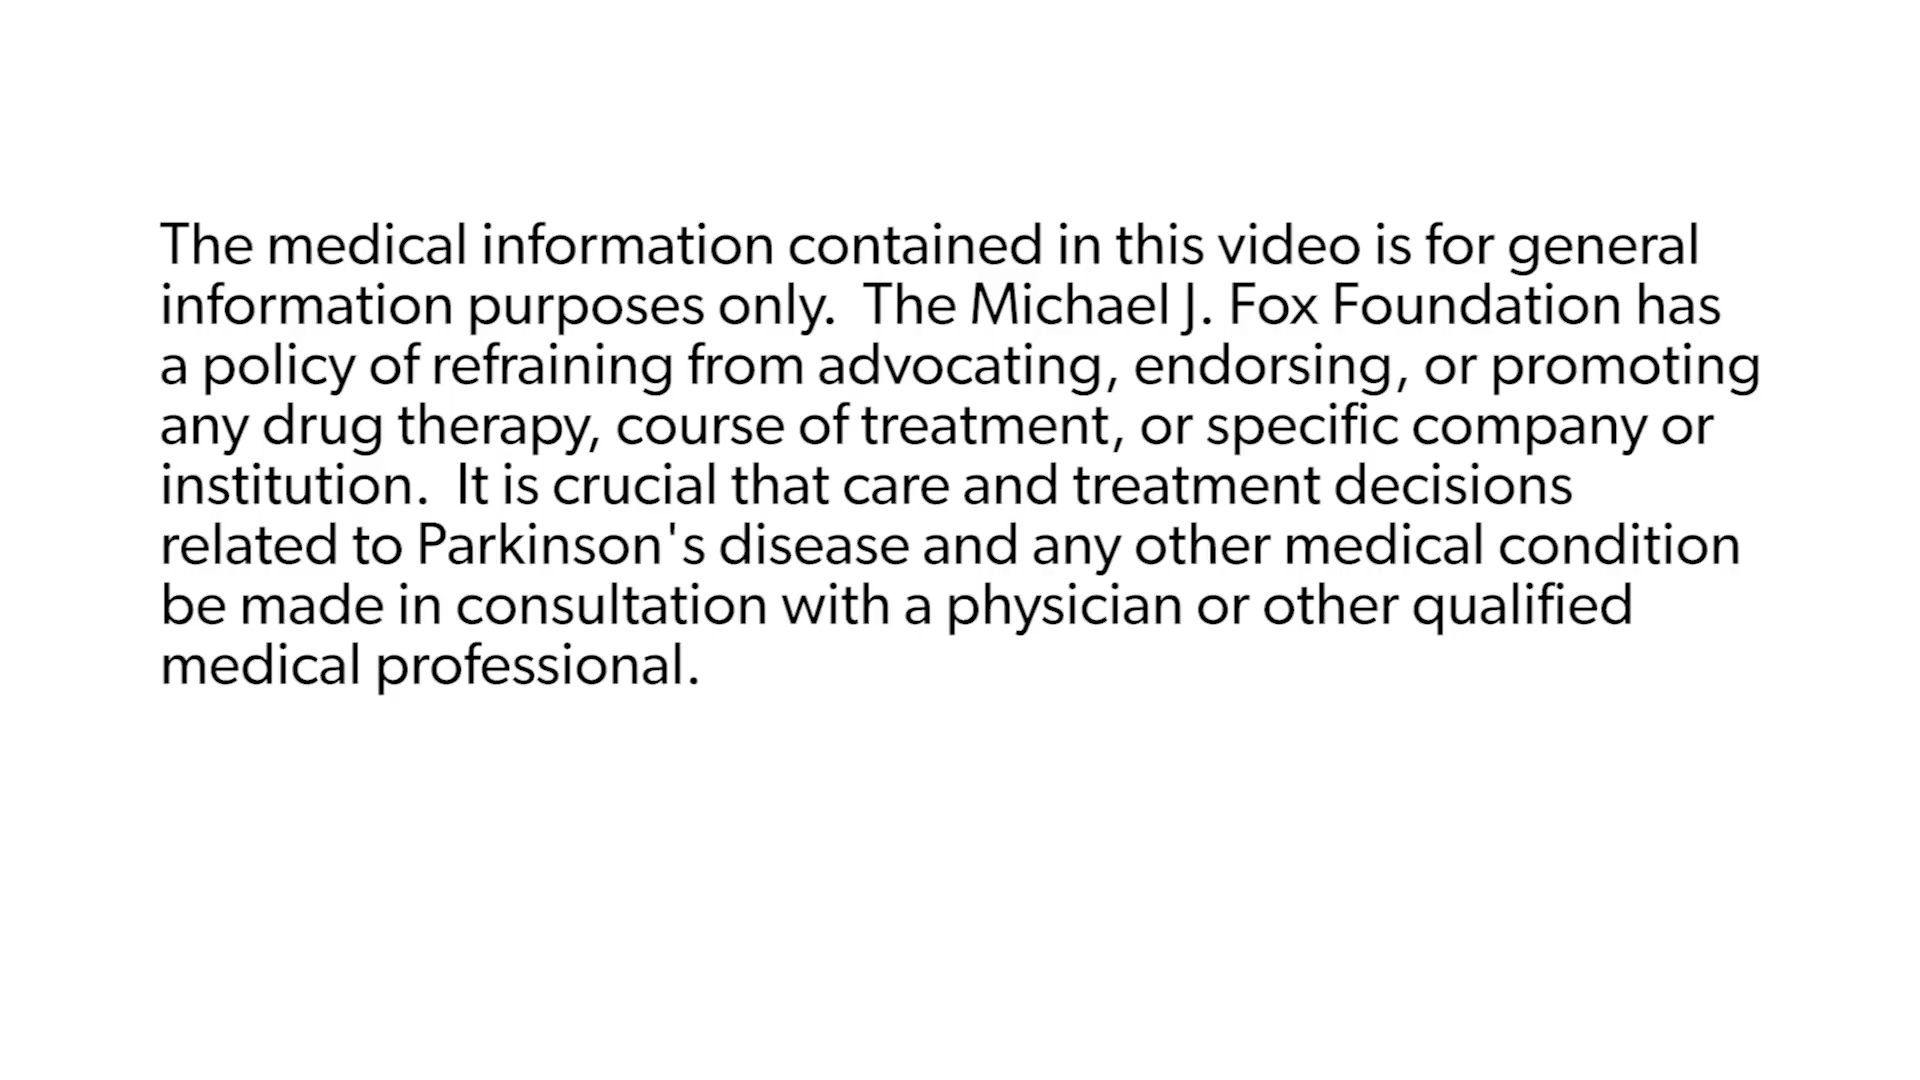 The medical information contained in this video is for general
information purposes only.  The Michael J. Fox Foundation has
a policy of refraining from advocating, endorsing, or promoting
any drug therapy, course of treatment, or specific company or
institution.  It is crucial that care and treatment decisions
related to Parkinson's disease and any other medical condition
be made in consultation with a physician or other qualified
medical professional.